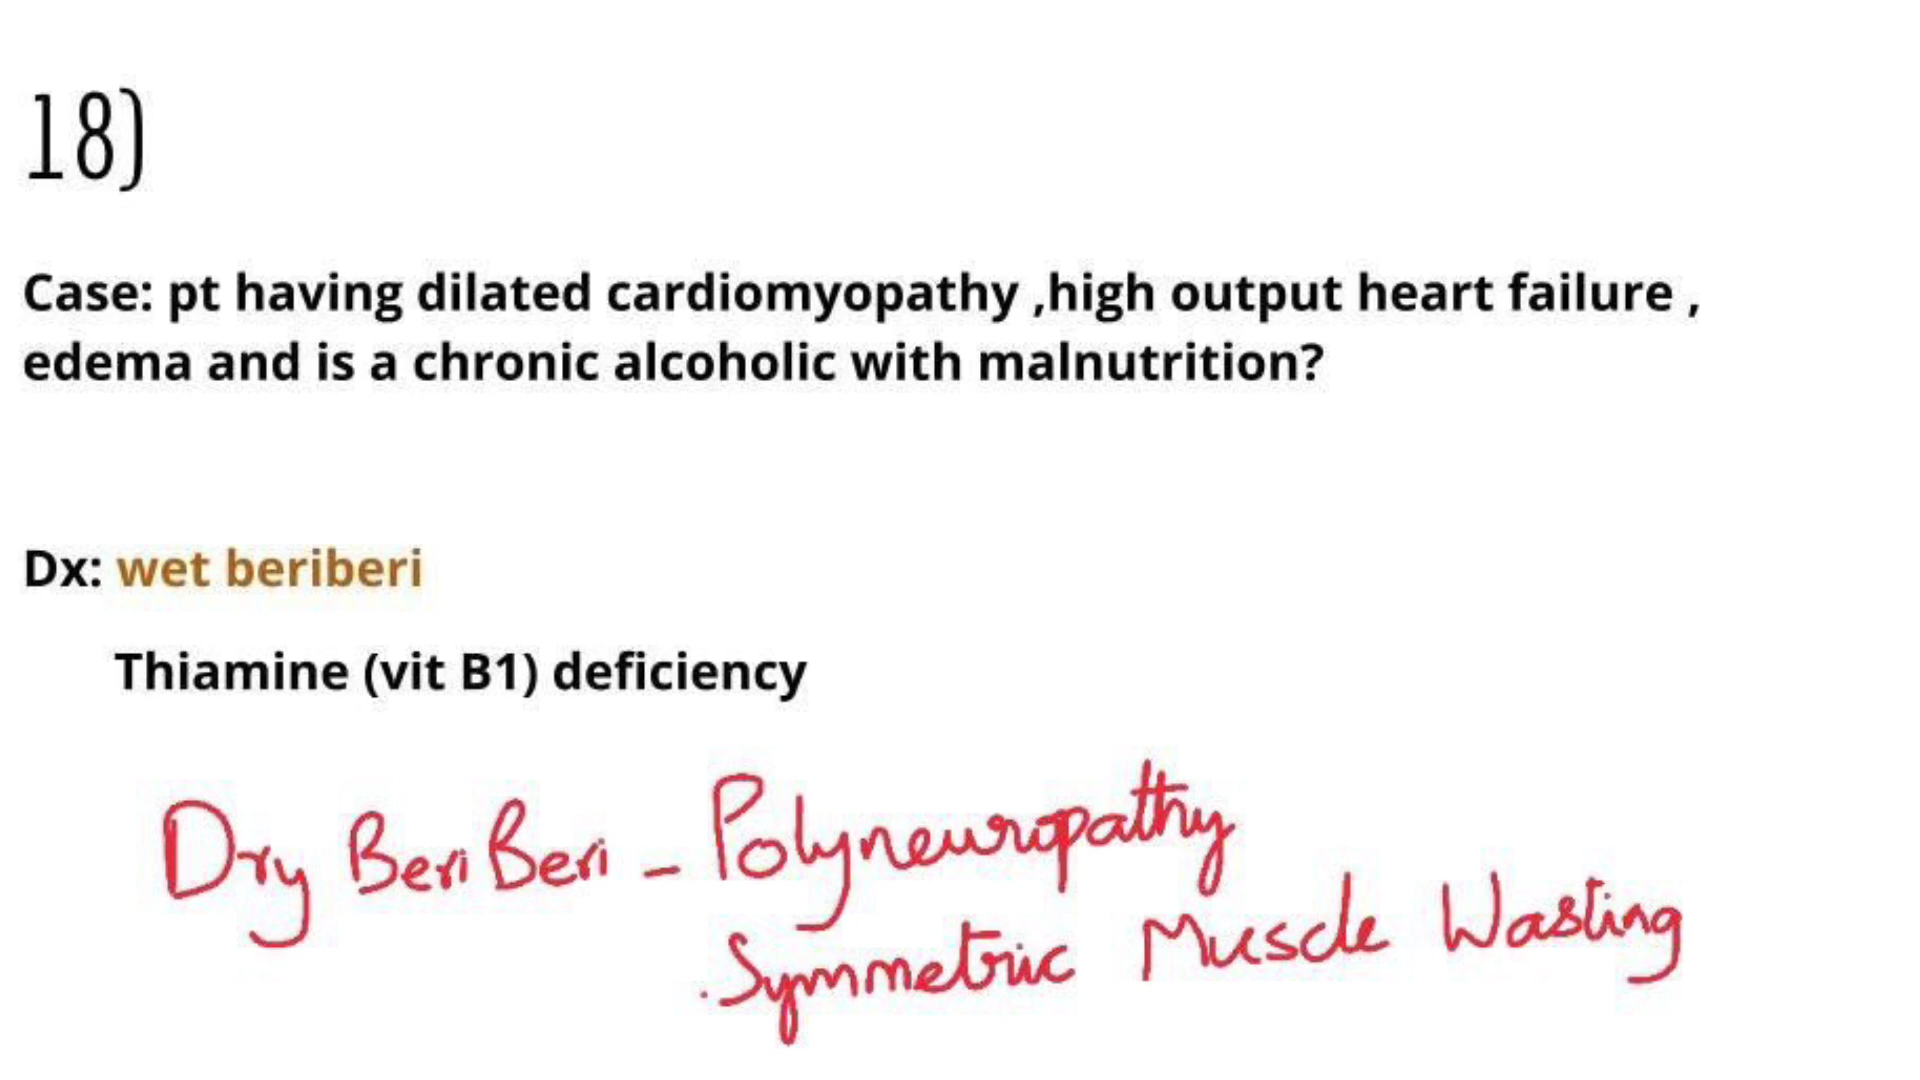 18)
Case: pt having dilated cardiomyopathy ,high output heart failure ,
edema and is a chronic alcoholic with malnutrition?
Dx: wet beriberi
Thiamine (vit B1) deficiency
Dry Beri Beri - Polyneuropathy
. Symmetric Muscle Wasting